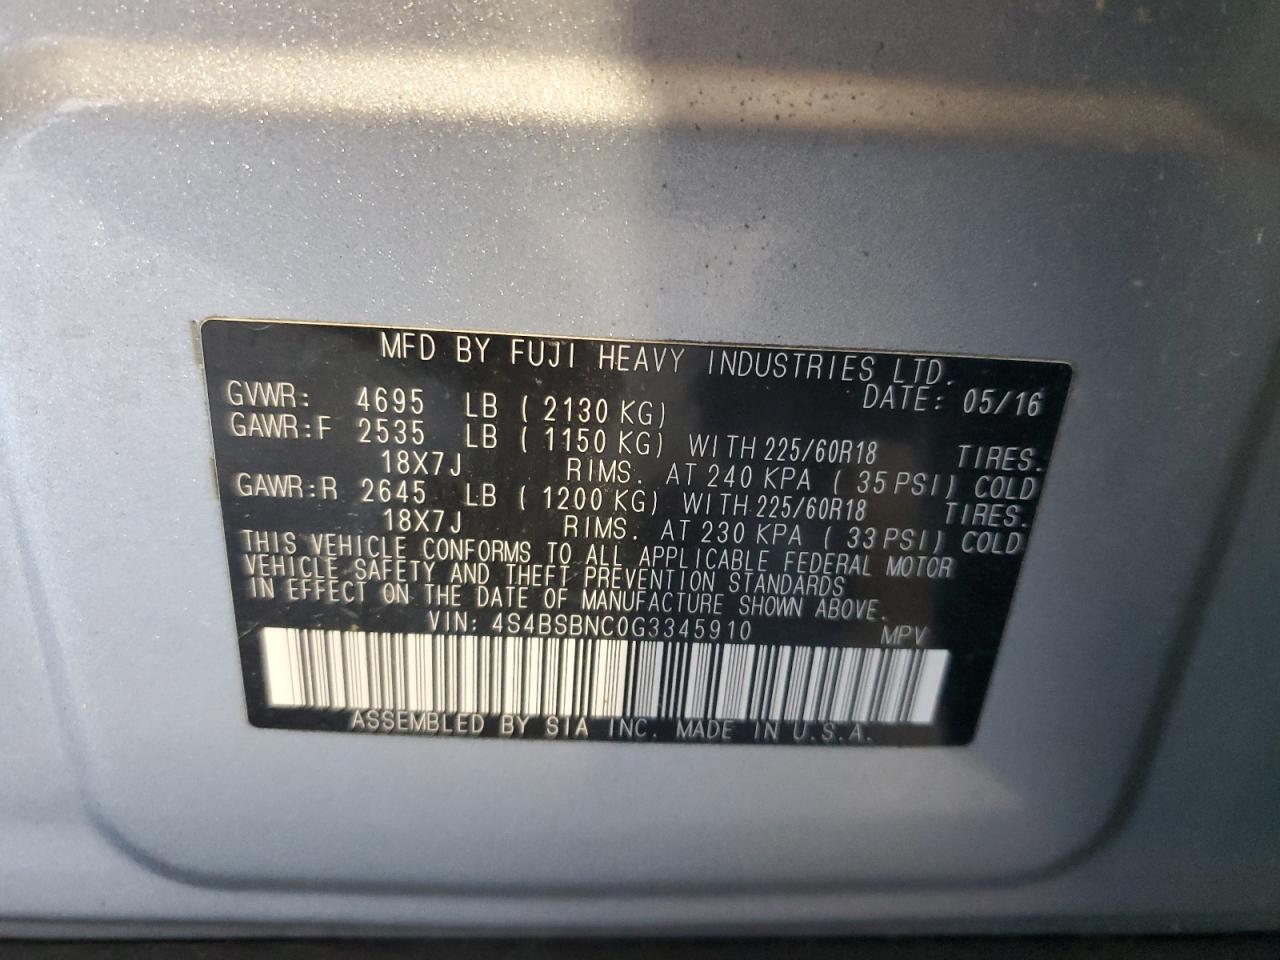 MFD BY FUJI HEAVY INDUSTRIES LTD.
GVWR: 4695 LB ( 2130 KG) DATE: 05/16
GAWR:F 2535 LB ( 1150 KG) WITH 225/60R18 TIRES.
18X7J RIMS. AT 240 KPA ( 35 PSI) COLD
GAWR:R 2645 LB ( 1200 KG) WITH 225/60R18 TIRES.
18X7J RIMS. AT 230 KPA ( 33 PSI) COLD
THIS VEHICLE CONFORMS TO ALL APPLICABLE FEDERAL MOTOR
VEHICLE SAFETY AND THEFT PREVENTION STANDARDS
IN EFFECT ON THE DATE OF MANUFACTURE SHOWN ABOVE.
VIN: 4S4BSBNC0G3345910 MPV
ASSEMBLED BY SIA INC. MADE IN U.S.A.